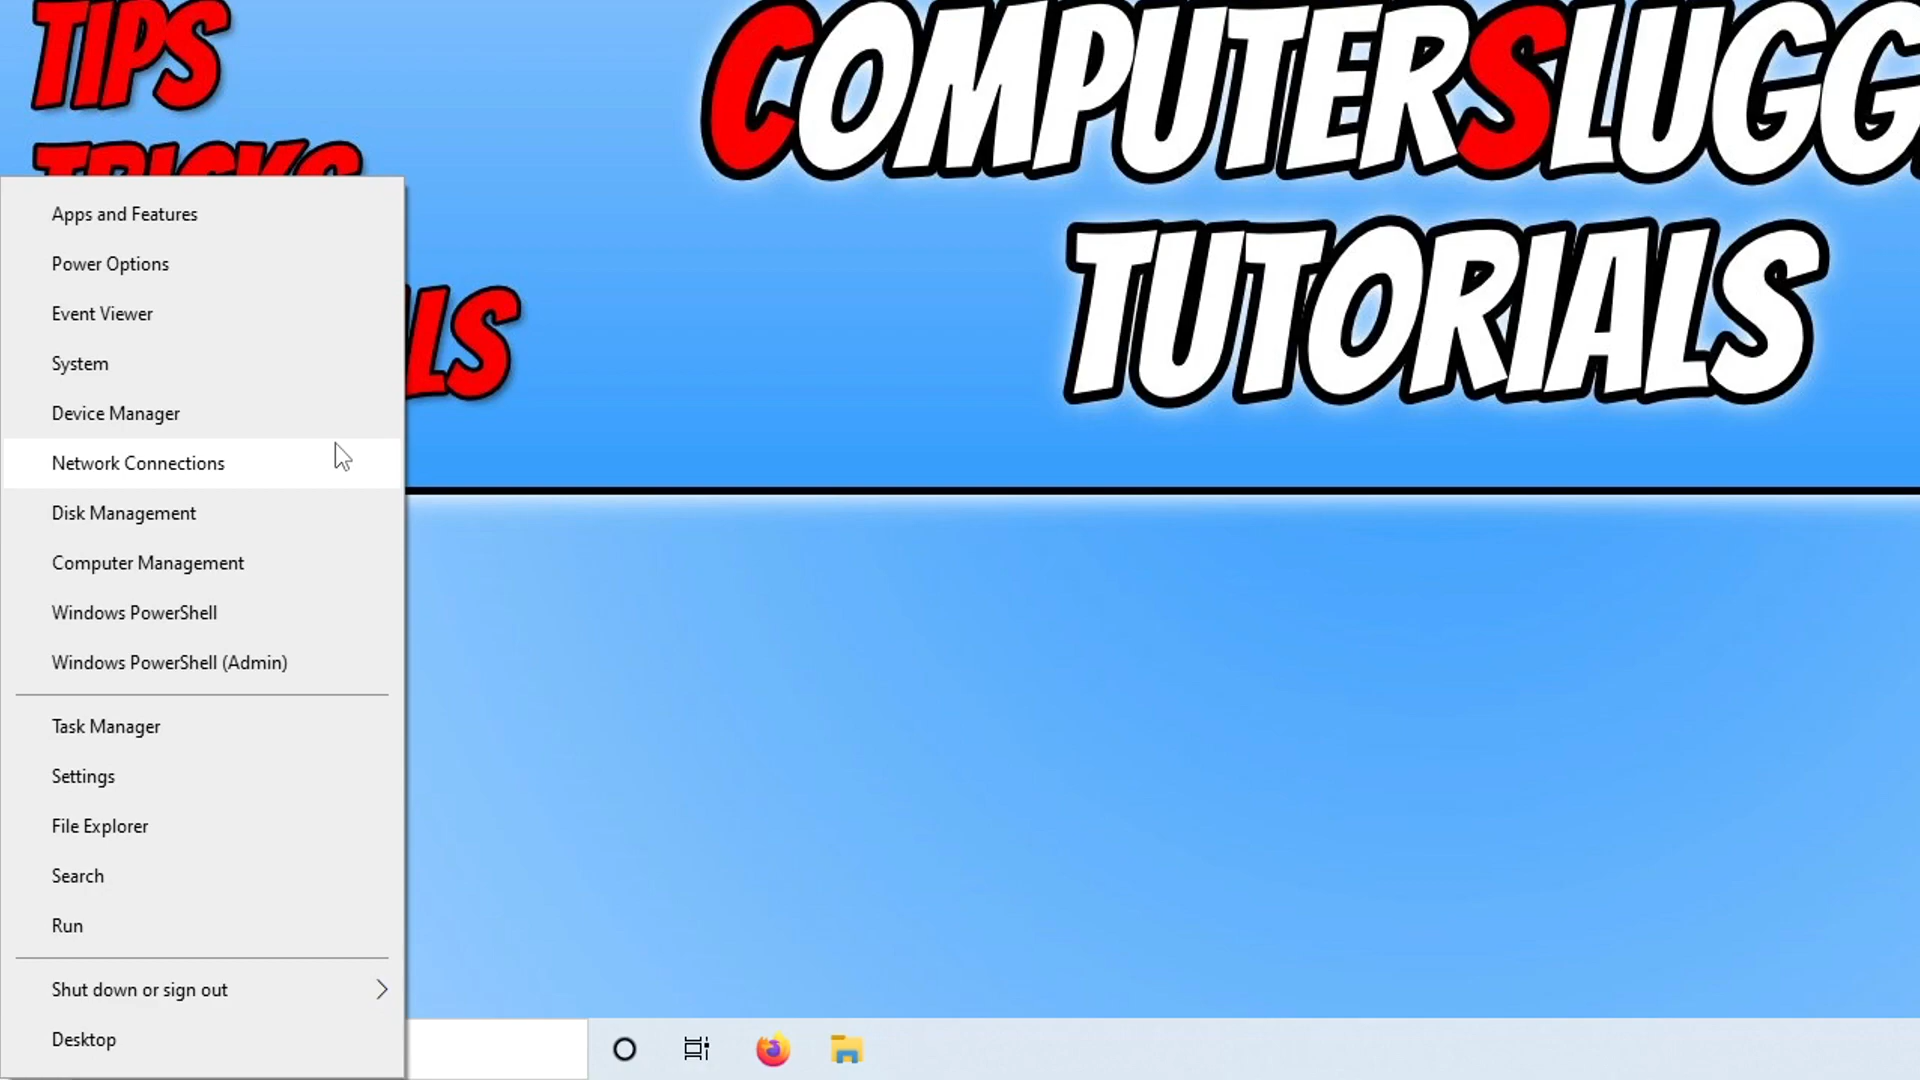 TIPS
COMPUTERSLUGG
TRICKS
TUTORIALS
LS
Apps and Features
Power Options
Event Viewer
System
Device Manager
Network Connections
Disk Management
Computer Management
Windows PowerShell
Windows PowerShell (Admin)
Task Manager
Settings
File Explorer
Search
Run
Shut down or sign out
Desktop